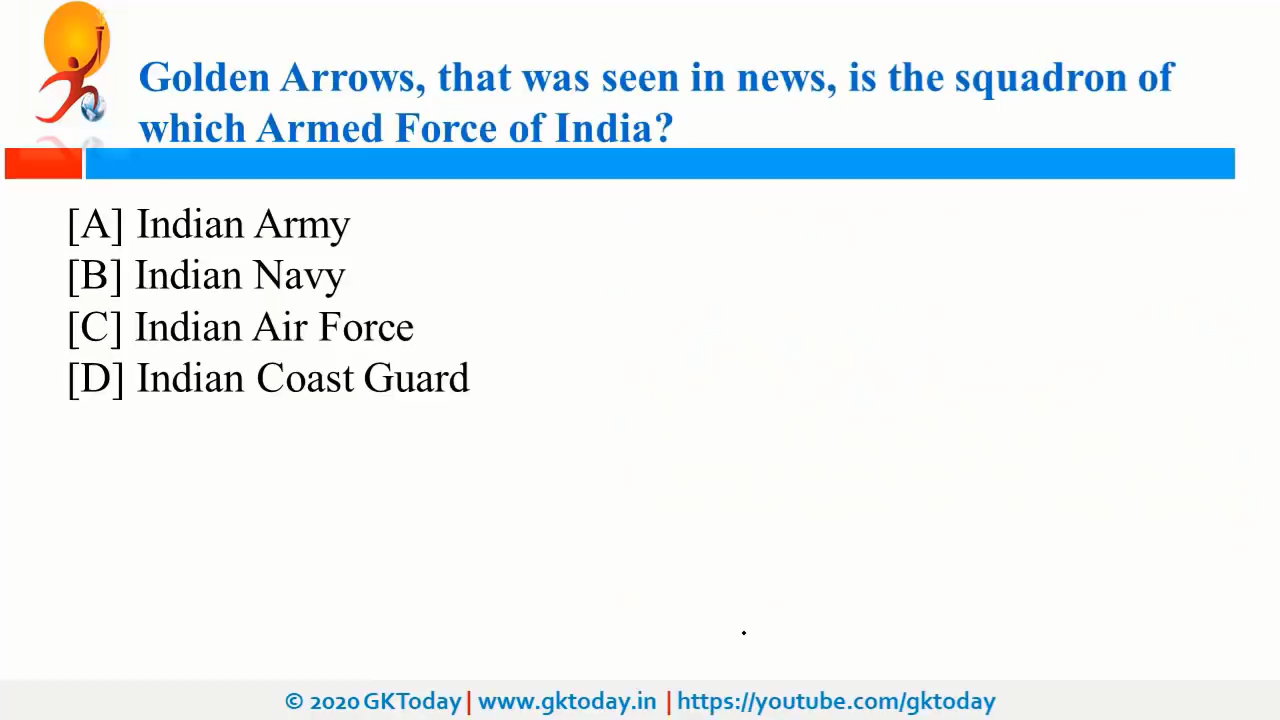 Golden Arrows, that was seen in news, is the squadron of
which Armed Force of India?
[A] Indian Army
[B] Indian Navy
[C] Indian Air Force
[D] Indian Coast Guard
© 2020 GKToday | www.gktoday.in | https://youtube.com/gktoday